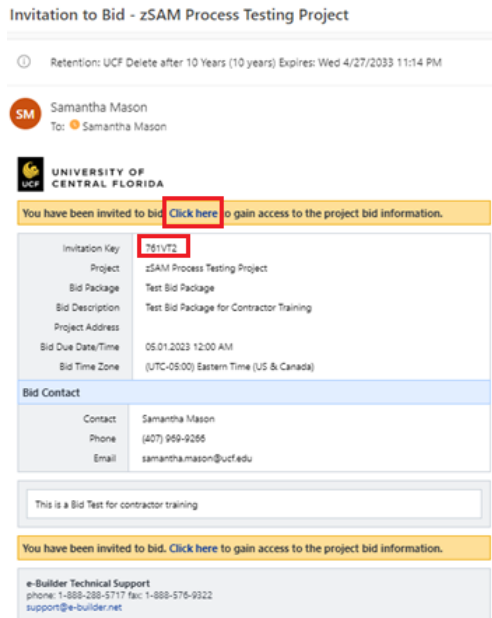 Invitation to Bid - zSAM Process Testing Project
Retention: UCF Delete after 10 Years (10 years) Expires: Wed 4/27/2033 11:14 PM
SM
Samantha Mason
To: Samantha Mason
UCF
UNIVERSITY OF
CENTRAL FLORIDA
You have been invited to bid. Click here to gain access to the project bid information.
Invitation Key 761VT2
Project zSAM Process Testing Project
Bid Package Test Bid Package
Bid Description Test Bid Package for Contractor Training
Project Address
Bid Due Date/Time 05.01.2023 12:00 AM
Bid Time Zone (UTC-05:00) Eastern Time (US & Canada)
Bid Contact
Contact Samantha Mason
Phone (407) 969-9266
Email samantha.mason@ucf.edu
This is a Bid Test for contractor training
You have been invited to bid. Click here to gain access to the project bid information.
e-Builder Technical Support
phone: 1-888-288-5717 fax: 1-888-576-9322
support@e-builder.net